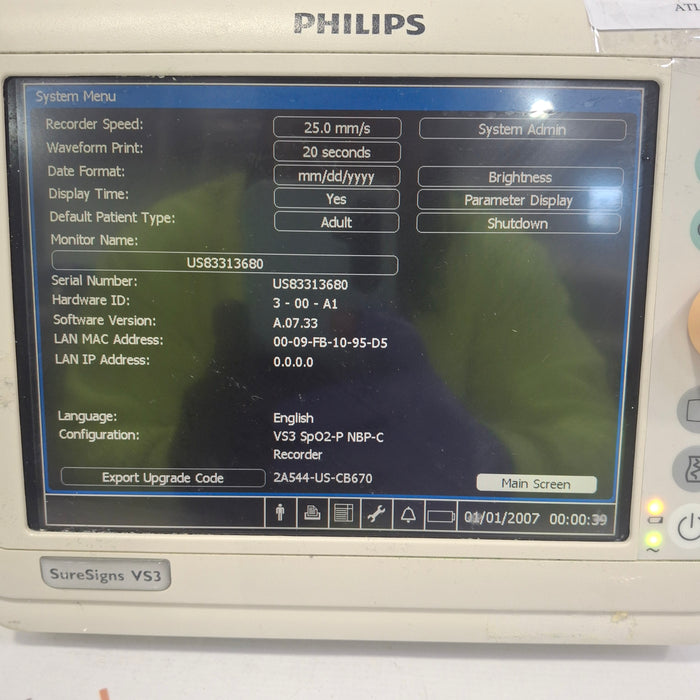 PHILIPS
ATL
System Menu
Recorder Speed: 25.0 mm/s System Admin
Waveform Print: 20 seconds
Date Format: mm/dd/yyyy Brightness
Display Time: Yes Parameter Display
Default Patient Type: Adult Shutdown
Monitor Name:
US83313680
Serial Number: US83313680
Hardware ID: 3 - 00 - A1
Software Version: A.07.33
LAN MAC Address: 00-09-FB-10-95-D5
LAN IP Address: 0.0.0.0
Language: English
Configuration: VS3 SpO2-P NBP-C
Recorder
Export Upgrade Code 2A544-US-CB670 Main Screen
01/01/2007 00:00:39
SureSigns VS3